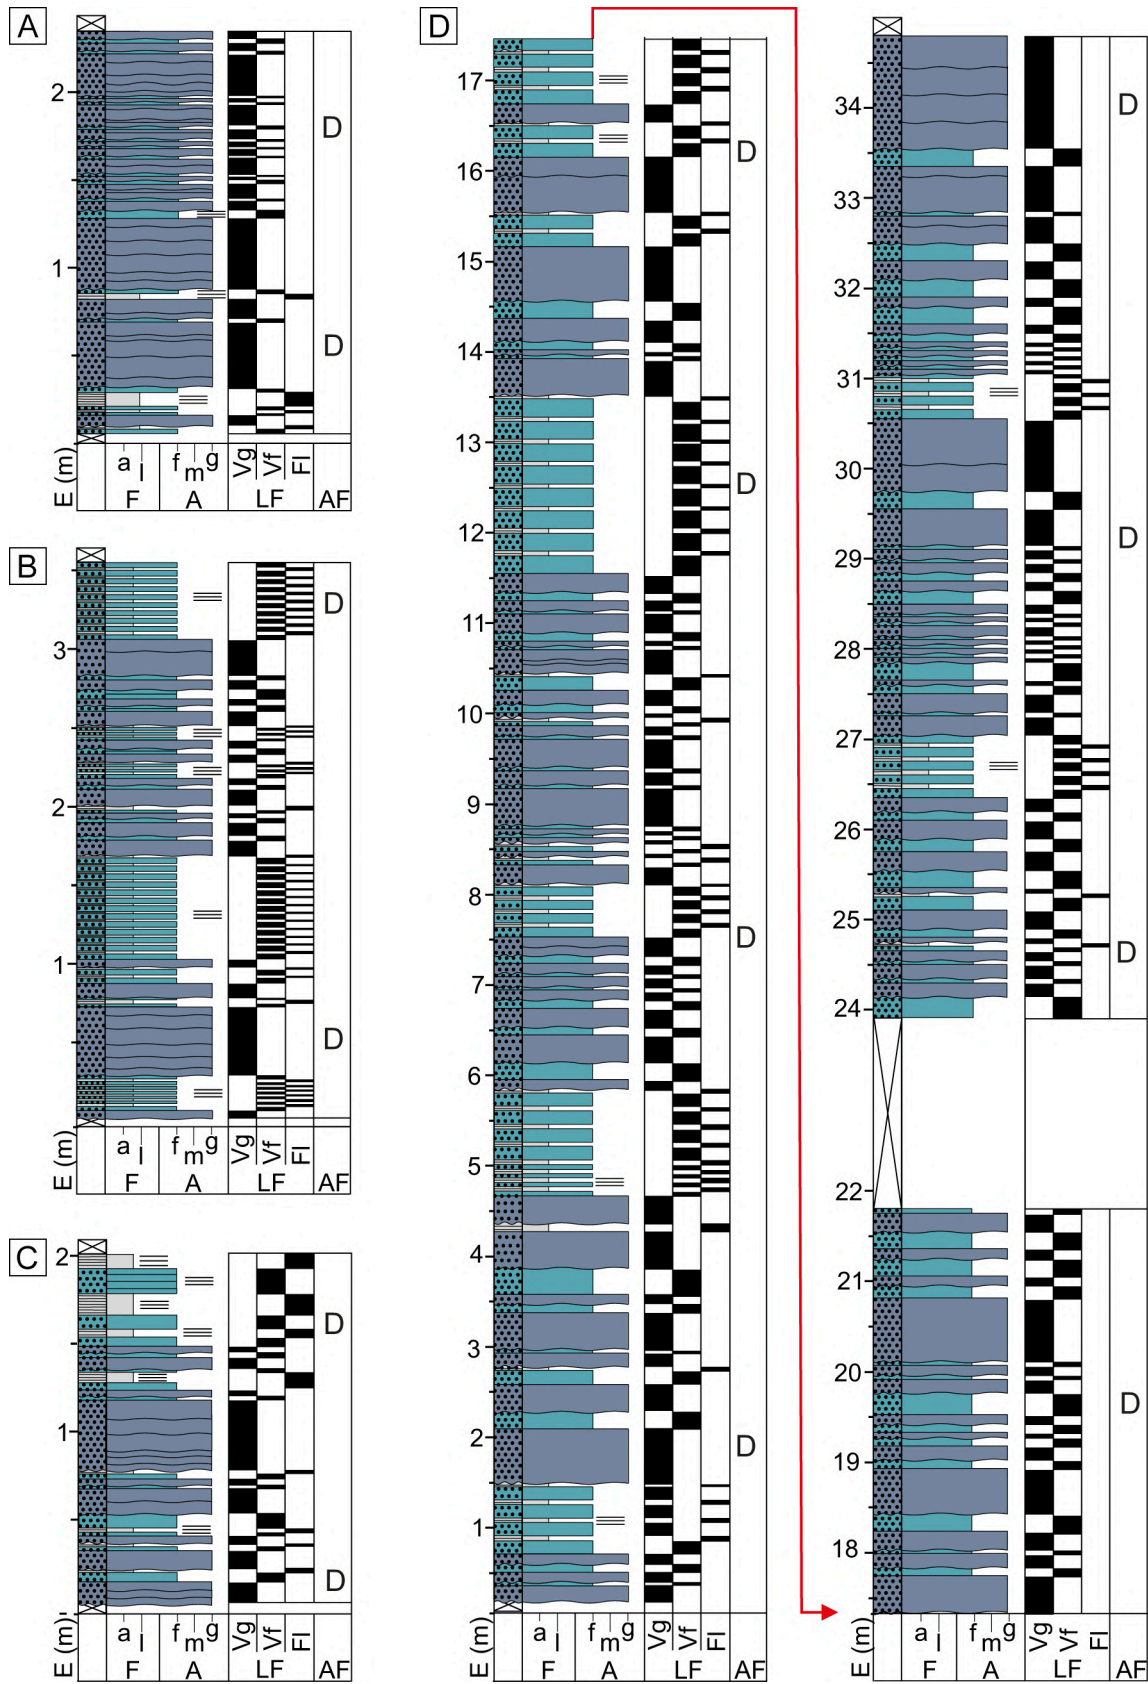 A
2
1
D
D
E (m)
a l f m g Vg Vf Fl
F A LF AF
B
3
2
1
D
D
E (m)
a l f m g Vg Vf Fl
F A LF AF
C
2
1
D
D
E (m)
a l f m g Vg Vf Fl
F A LF AF
D
17
16
15
14
13
12
11
10
9
8
7
6
5
4
3
2
1
D
D
D
D
E (m)
a l f m g Vg Vf Fl
F A LF AF
34
33
32
31
30
29
28
27
26
25
24
22
21
20
19
18
D
D
D
D
E (m)
a l f m g Vg Vf Fl
F A LF AF